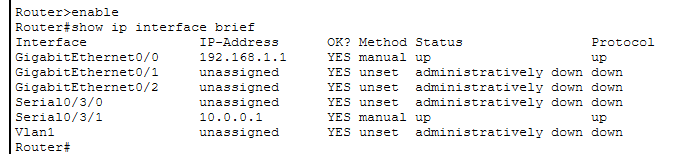 Router>enable
Router#show ip interface brief
Interface IP-Address OK? Method Status Protocol
GigabitEthernet0/0 192.168.1.1 YES manual up up
GigabitEthernet0/1 unassigned YES unset administratively down down
GigabitEthernet0/2 unassigned YES unset administratively down down
Serial0/3/0 unassigned YES unset administratively down down
Serial0/3/1 10.0.0.1 YES manual up up
Vlan1 unassigned YES unset administratively down down
Router#